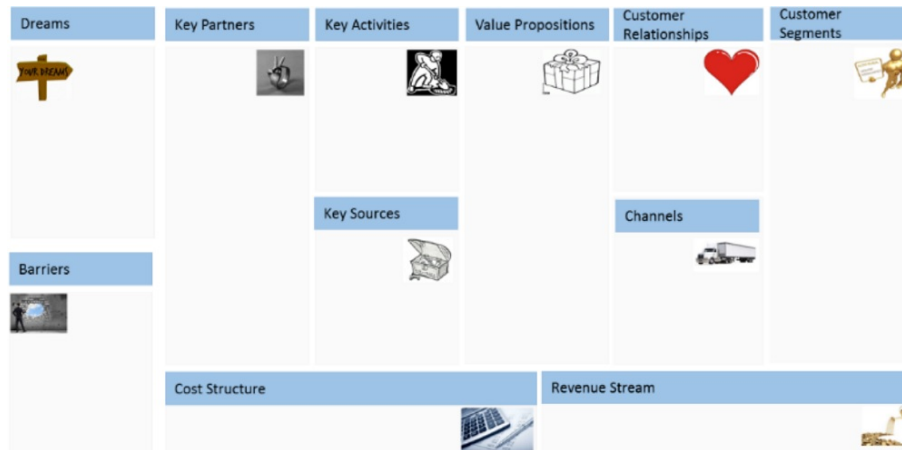 Dreams
Key Partners
Key Activities
Value Propositions
Customer
Relationships
Customer
Segments
YOUR DREAMS
Key Sources
Channels
Barriers
Cost Structure
Revenue Stream